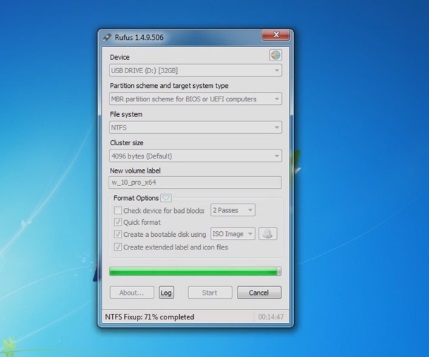 Rufus 1.4.9.506
Device
USB DRIVE (D:) [32GB]
Partition scheme and target system type
MBR partition scheme for BIOS or UEFI computers
File system
NTFS
Cluster size
4096 bytes (Default)
New volume label
w_10_pro_x64
Format Options
Check device for bad blocks 2 Passes
Quick format
Create a bootable disk using ISO Image
Create extended label and icon files
About... Log Start Cancel
NTFS Fixup: 71% completed 00:14:47